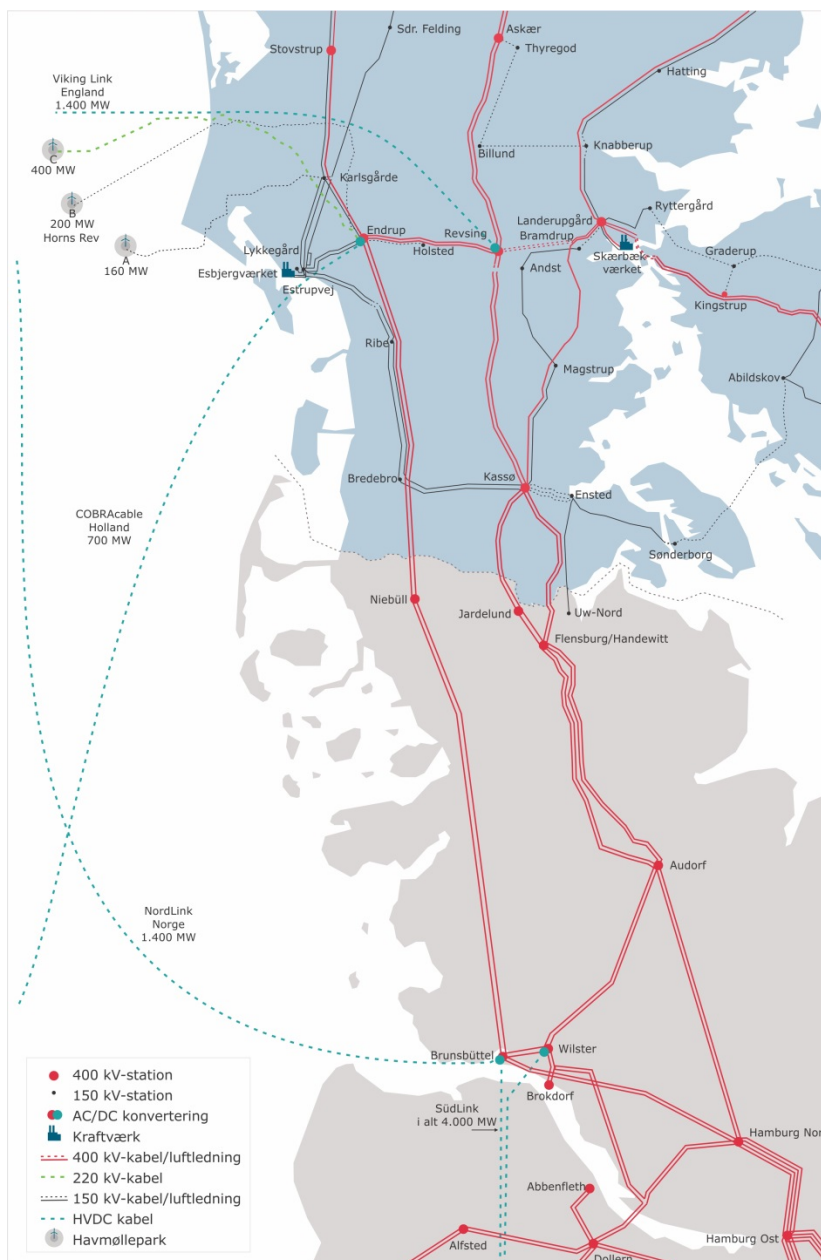 Sdr. Felding
Askær
Stovstrup
Thyregod
Hatting
Viking Link
England
1.400 MW
C
400 MW
Billund
Knabberup
Karlsgårde
B
200 MW
Horns Rev
Ryttergård
Landerupgård
Endrup
Revsing
Bramdrup
A
160 MW
Lykkegård
Holsted
Skærbæk
værket
Graderup
Esbjergværket
Andst
Estrupvej
Kingstrup
Ribe
Magstrup
Abildskov
Bredebro
Kassø
Ensted
COBRAcable
Holland
700 MW
Sønderborg
Niebüll
Jardelund
Uw-Nord
Flensburg/Handewitt
Audorf
NordLink
Norge
1.400 MW
Brunsbüttel
Wilster
Brokdorf
SüdLink
i alt 4.000 MW
Hamburg Nor
Abbenfleth
Hamburg Ost
Alfsted
Dollern
400 kV-station
150 kV-station
AC/DC konvertering
Kraftværk
400 kV-kabel/luftledning
220 kV-kabel
150 kV-kabel/luftledning
HVDC kabel
Havmøllepark